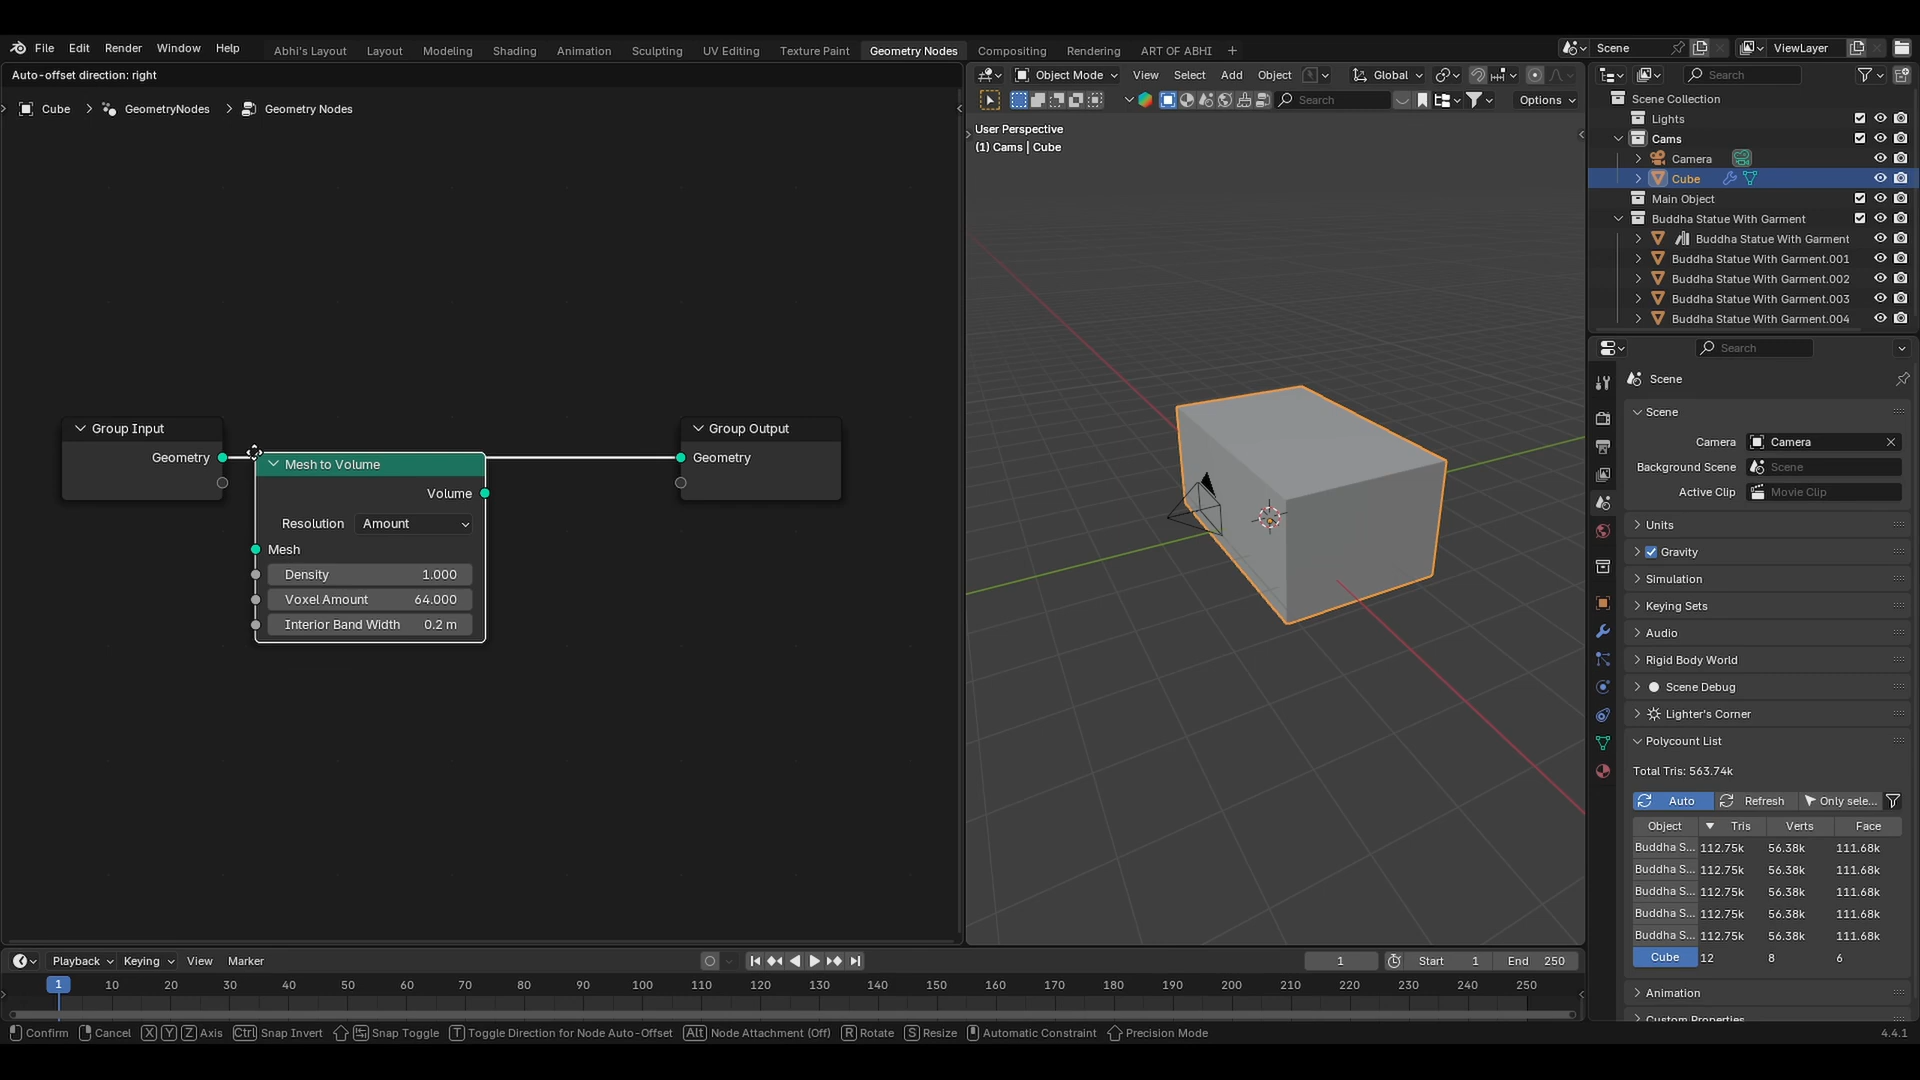 File Edit Render Window Help Abhi's Layout Layout Modeling Shading Animation Sculpting UV Editing Texture Paint Geometry Nodes Compositing Rendering ART OF ABHI + Scene ViewLayer
Auto-offset direction: right
Object Mode View Select Add Object Global
Search
Cube > GeometryNodes > Geometry Nodes
Search Options
User Perspective
(1) Cams | Cube
Group Input
Geometry
Mesh to Volume
Volume
Resolution Amount
Mesh
Density 1.000
Voxel Amount 64.000
Interior Band Width 0.2 m
Group Output
Geometry
Scene Collection
Lights
Cams
Camera
Cube
Main Object
Buddha Statue With Garment
Buddha Statue With Garment
Buddha Statue With Garment.001
Buddha Statue With Garment.002
Buddha Statue With Garment.003
Buddha Statue With Garment.004
Search
Scene
Scene
Camera Camera
Background Scene Scene
Active Clip Movie Clip
Units
Gravity
Simulation
Keying Sets
Audio
Rigid Body World
Scene Debug
Lighter's Corner
Polycount List
Total Tris: 563.74k
Auto Refresh Only sele...
Object Tris Verts Face
Buddha S... 112.75k 56.38k 111.68k
Buddha S... 112.75k 56.38k 111.68k
Buddha S... 112.75k 56.38k 111.68k
Buddha S... 112.75k 56.38k 111.68k
Buddha S... 112.75k 56.38k 111.68k
Cube 12 8 6
Animation
Custom Properties
Playback Keying View Marker 1 Start 1 End 250
1 10 20 30 40 50 60 70 80 90 100 110 120 130 140 150 160 170 180 190 200 210 220 230 240 250
Confirm Cancel X Y Z Axis Ctrl Snap Invert Snap Toggle T Toggle Direction for Node Auto-Offset Alt Node Attachment (Off) R Rotate S Resize Automatic Constraint Precision Mode 4.4.1